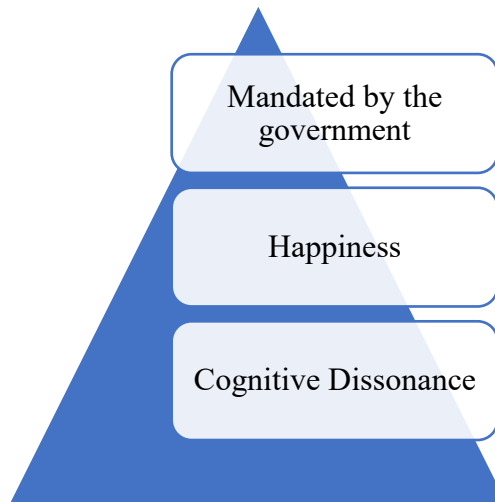 Mandated by the
government
Happiness
Cognitive Dissonance